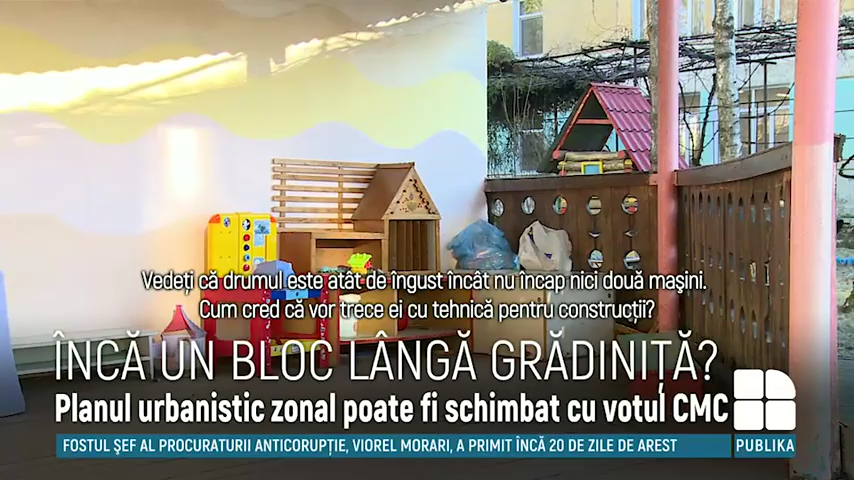 Vedeți că drumul este atât de îngust încât nu încap nici două mașini.
Cum cred că vor trece ei cu tehnică pentru construcții?
ÎNCĂ UN BLOC LÂNGĂ GRĂDINIȚĂ?
Planul urbanistic zonal poate fi schimbat cu votul CMC
FOSTUL ȘEF AL PROCURATURII ANTICORUPȚIE, VIOREL MORARI, A PRIMIT ÎNCĂ 20 DE ZILE DE AREST
PUBLIKA